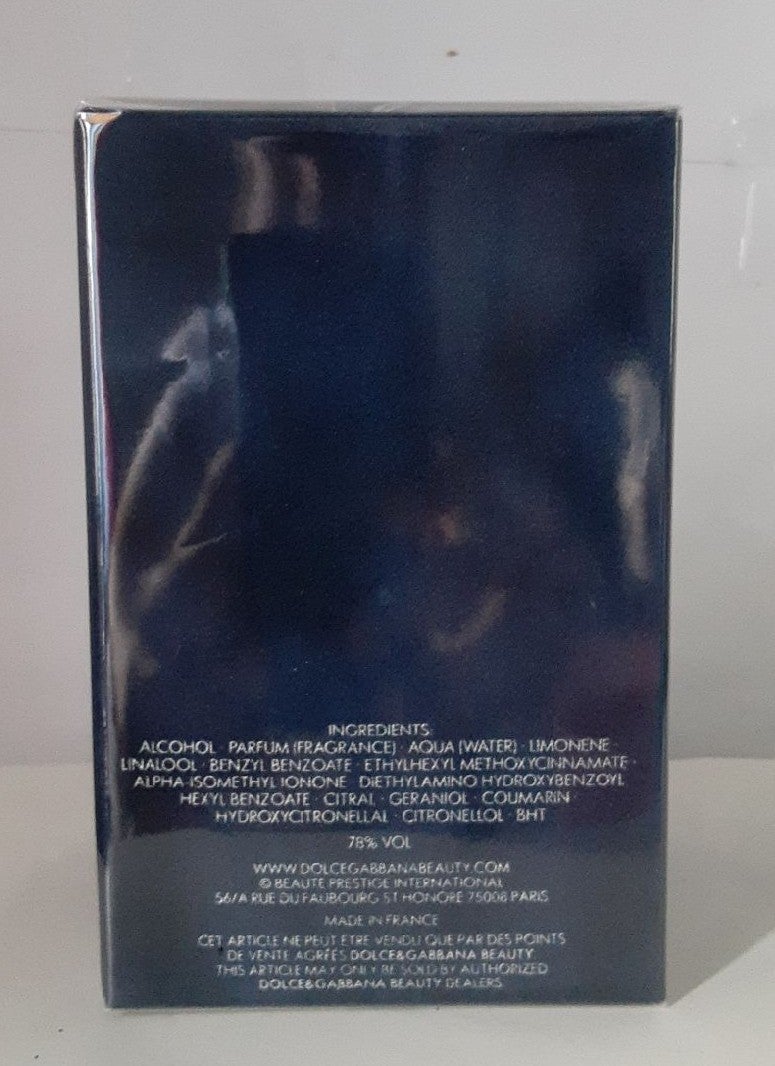 INGREDIENTS
ALCOHOL · PARFUM (FRAGRANCE) · AQUA (WATER) · LIMONENE
LINALOOL · BENZYL BENZOATE · ETHYLHEXYL METHOXYCINNAMATE ·
ALPHA-ISOMETHYL IONONE · DIETHYLAMINO HYDROXYBENZOYL
HEXYL BENZOATE · CITRAL · GERANIOL · COUMARIN ·
HYDROXYCITRONELLAL · CITRONELLOL · BHT
78% VOL
WWW.DOLCEGABBANABEAUTY.COM
© BEAUTE PRESTIGE INTERNATIONAL
56/A RUE DU FAUBOURG ST HONORE 75008 PARIS
MADE IN FRANCE
CET ARTICLE NE PEUT ETRE VENDU QUE PAR DES POINTS
DE VENTE AGRÉES DOLCE&GABBANA BEAUTY.
THIS ARTICLE MAY ONLY BE SOLD BY AUTHORIZED
DOLCE&GABBANA BEAUTY DEALERS.